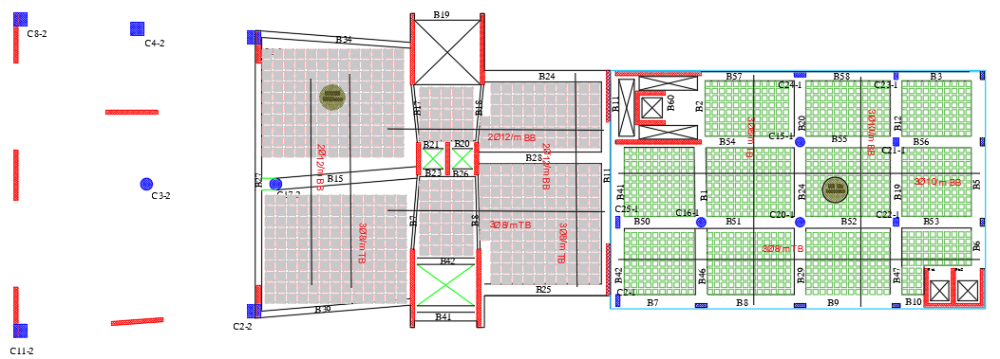 C8-2
C4-2
C3-2
C11-2
B34
B19
B17
B18
2Ø12/m BB
B27
B15
C17-2
3Ø8/m TB
B39
C2-2
B21
B20
B23
B26
B7
B8
B42
B41
B24
2Ø12/m BB
B28
2Ø12/m BB
3Ø8/m TB
3Ø8/m TB
B25
B11
B11
B60
B2
B57
C24-1
B58
C23-1
B3
3Ø8/m TB
B20
3Ø10/m BB
B12
B54
C15-1
B55
C21-1
B56
B41
B1
B24
B19
3Ø10/m BB
B5
C25-1
B50
C16-1
B51
C20-1
B52
C22-1
B53
B6
3Ø8/m TB
B42
B46
B29
B47
C2-1
B7
B8
B9
B10